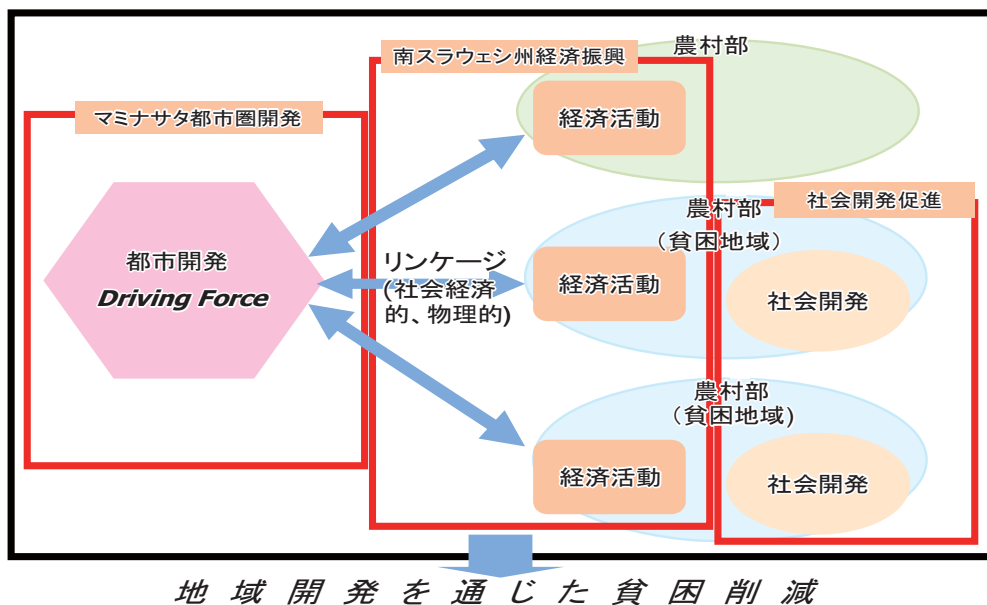 南スラウェシ州経済振興
農村部
マミナサタ都市圏開発
経済活動
社会開発促進
農村部
（貧困地域）
都市開発
Driving Force
リンケージ
(社会経済
的、物理的)
経済活動
社会開発
農村部
（貧困地域)
経済活動
社会開発
地域開発を通じた貧困削減